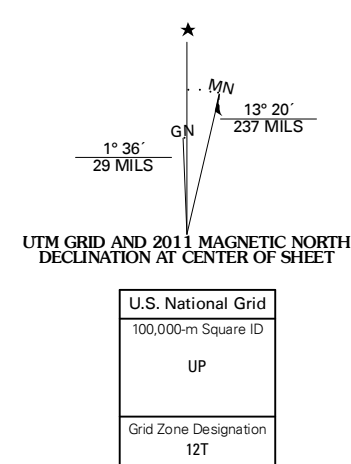 MN
13° 20´
237 MILS
GN
1° 36´
29 MILS
UTM GRID AND 2011 MAGNETIC NORTH
DECLINATION AT CENTER OF SHEET
U.S. National Grid
100,000-m Square ID
UP
Grid Zone Designation
12T